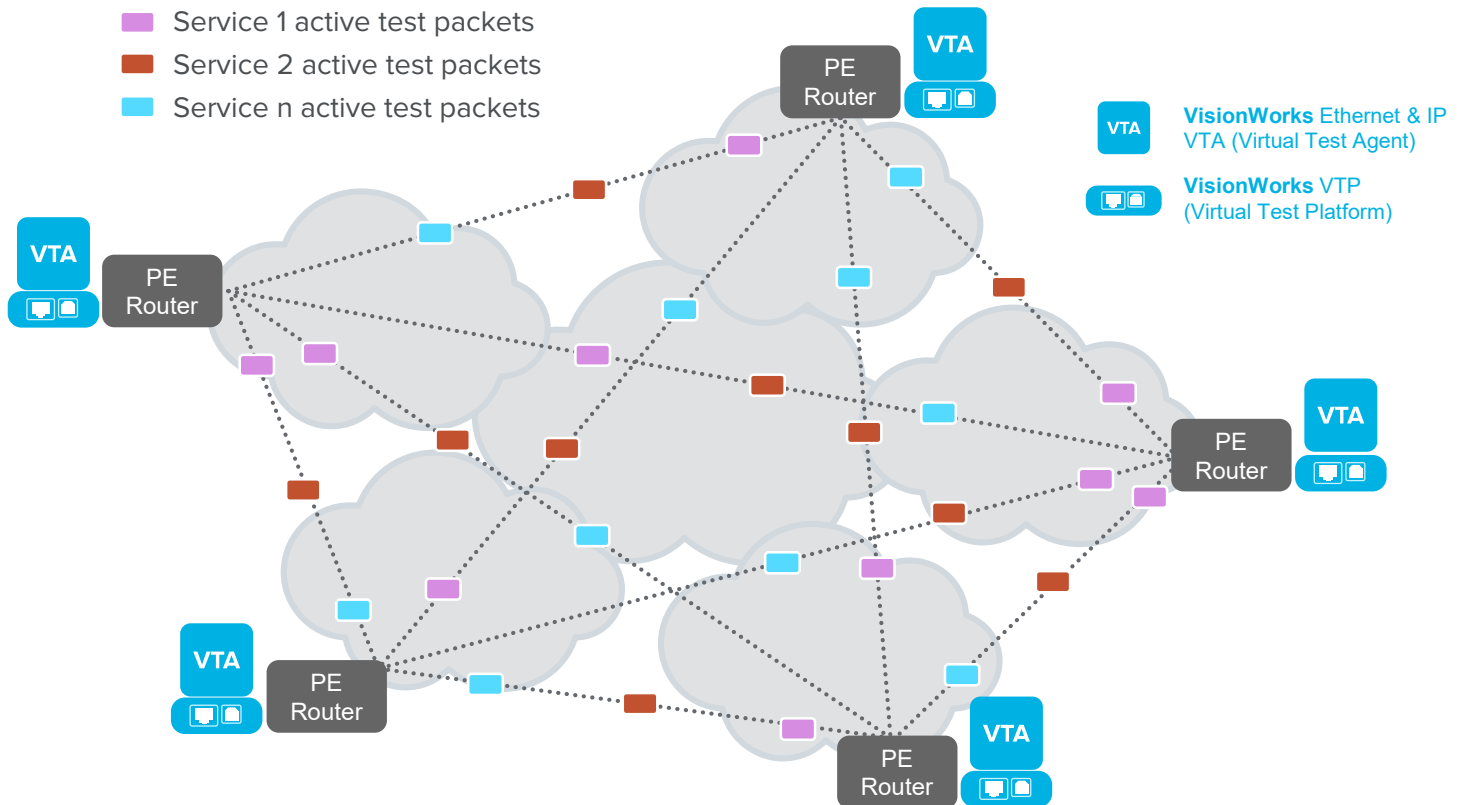 Service 1 active test packets
Service 2 active test packets
Service n active test packets
VTA
PE
Router
VTA
VisionWorks Ethernet & IP
VTA (Virtual Test Agent)
VisionWorks VTP
(Virtual Test Platform)
VTA
PE
Router
VTA
PE
Router
VTA
PE
Router
VTA
PE
Router